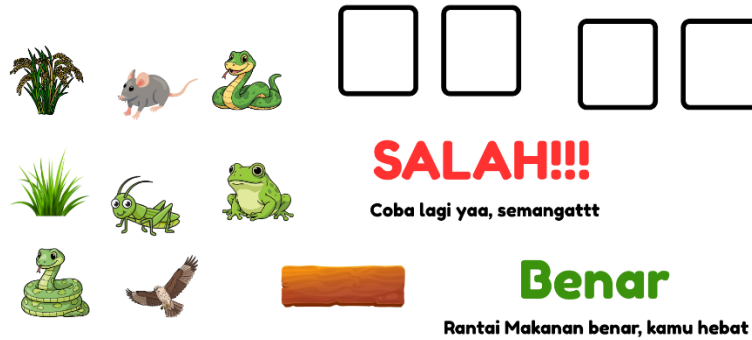 SALAH!!!
Coba lagi yaa, semangattt
Benar
Rantai Makanan benar, kamu hebat